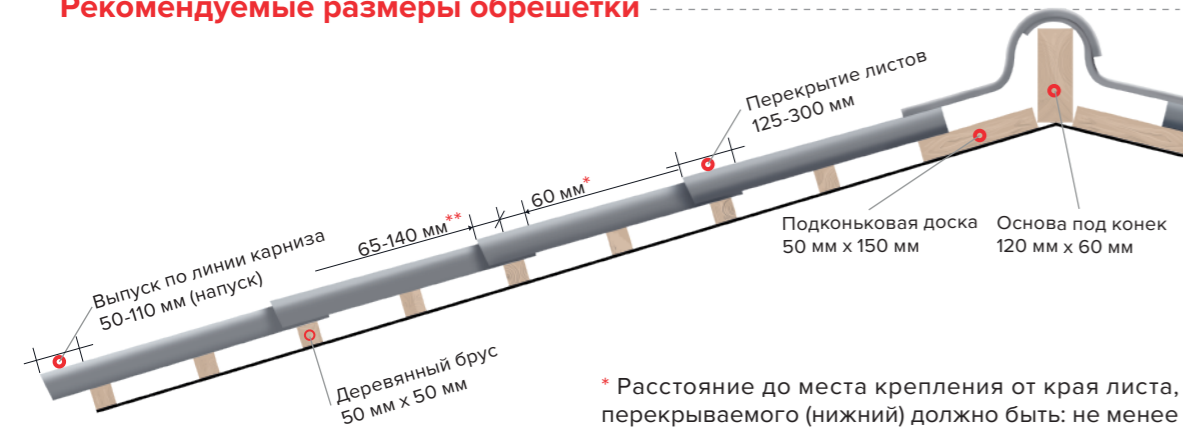 Рекомендуемые размеры обрешетки
Перекрытие листов
125-300 мм
60 мм*
65-140 мм**
Выпуск по линии карниза
50-110 мм (напуск)
Подконьковая доска
50 мм x 150 мм
Основа под конек
120 мм x 60 мм
Деревянный брус
50 мм x 50 мм
* Расстояние до места крепления от края листа,
перекрываемого (нижний) должно быть: не менее